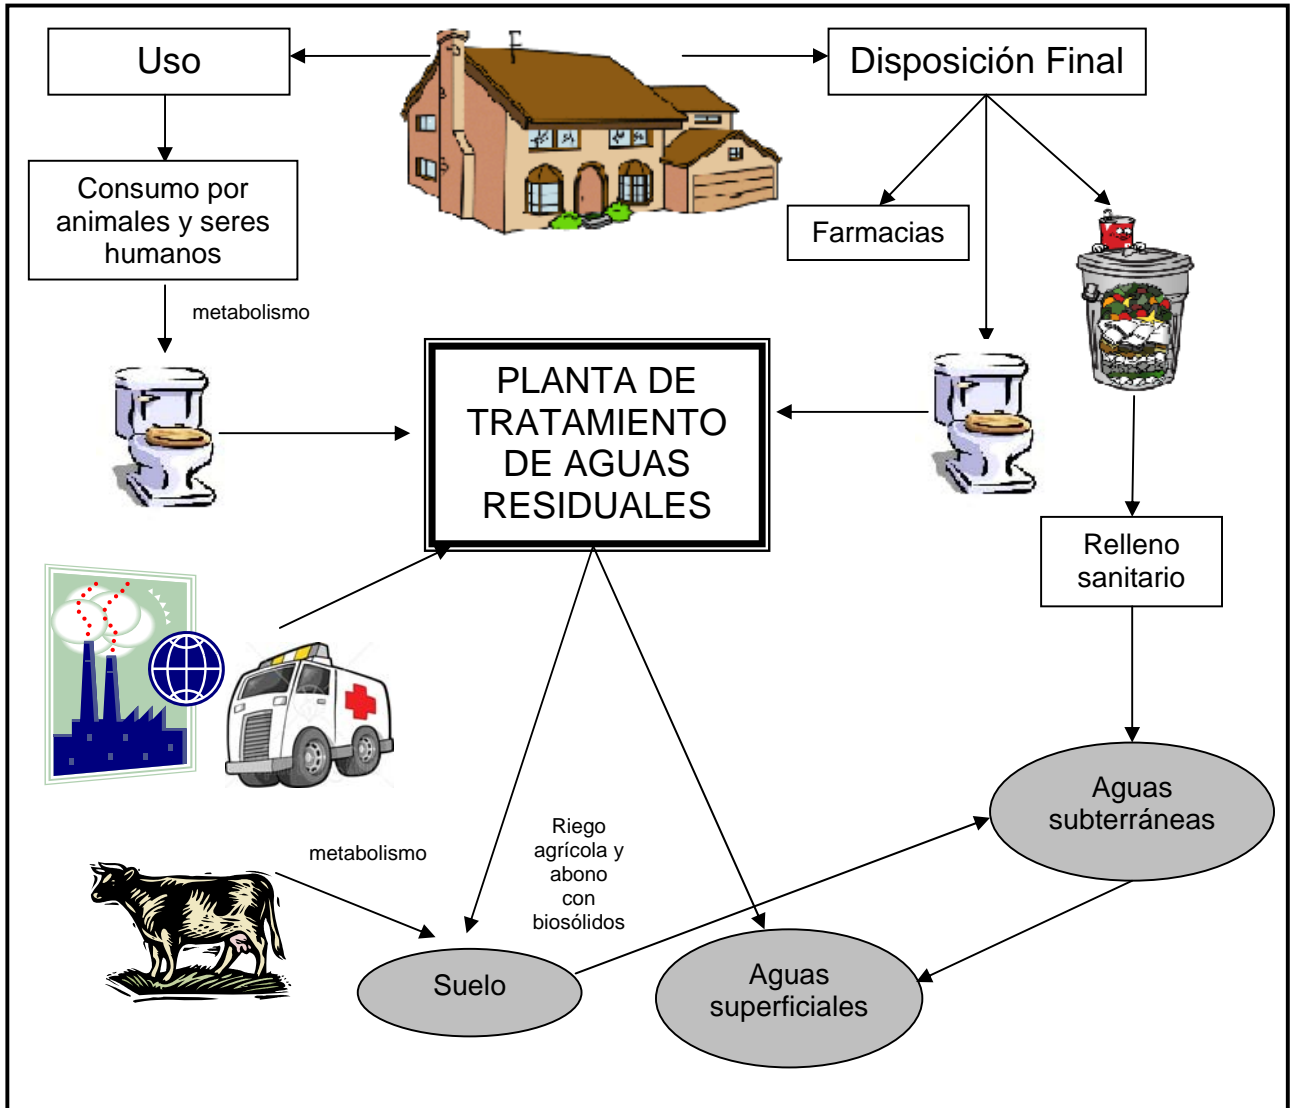 Uso
Disposición Final
Consumo por
animales y seres
humanos
Farmacias
metabolismo
PLANTA DE
TRATAMIENTO
DE AGUAS
RESIDUALES
Relleno
sanitario
Aguas
subterráneas
metabolismo
Riego
agrícola y
abono
con
biosólidos
Suelo
Aguas
superficiales